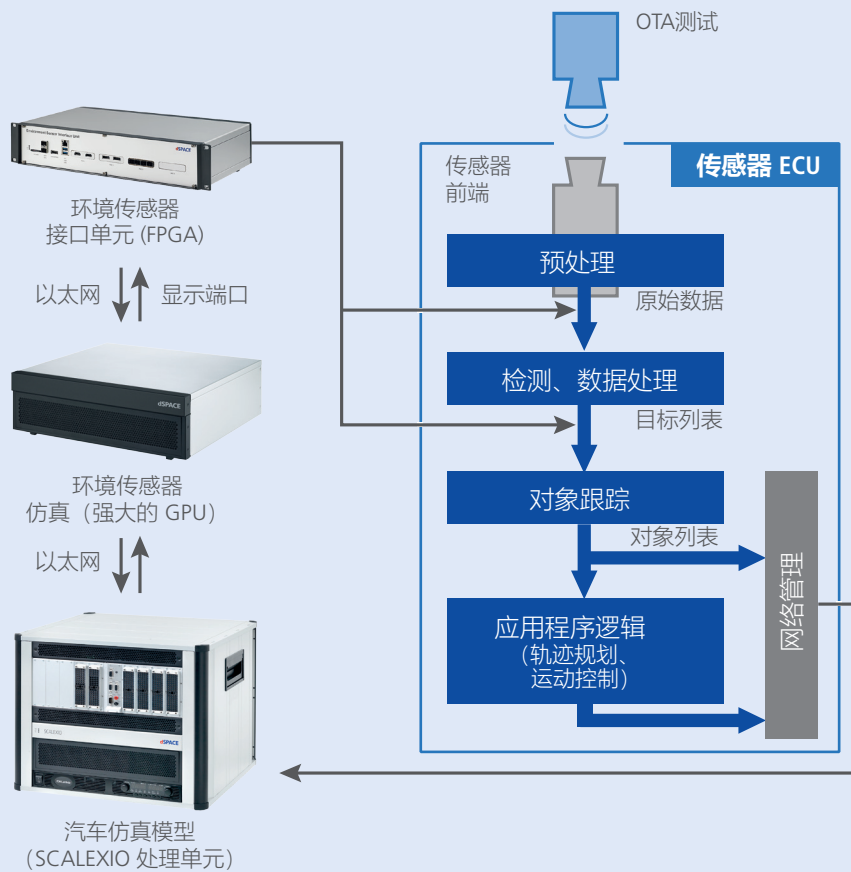 OTA测试
传感器 ECU
传感器
前端
Environment Sensor Interface Unit
dSPACE
环境传感器
接口单元 (FPGA)
预处理
原始数据
以太网
显示端口
检测、数据处理
目标列表
dSPACE
环境传感器
仿真（强大的 GPU）
对象跟踪
对象列表
网络管理
以太网
应用程序逻辑
（轨迹规划、
运动控制）
dSPACE
汽车仿真模型
（SCALEXIO 处理单元）